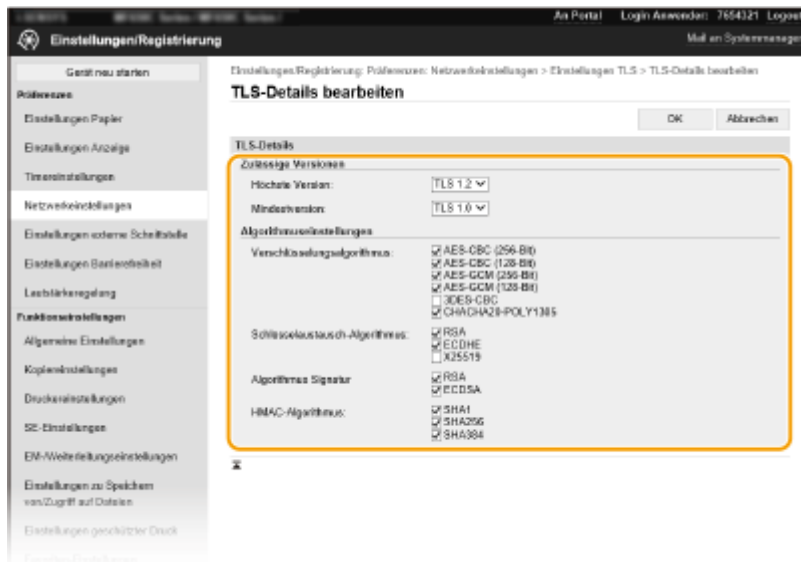 An Portal Login Anwender: 7654321 Logout
Einstellungen/Registrierung
Mail an Systemmanager
Gerät neu starten
Präferenzen
Einstellungen Papier
Einstellungen Anzeige
Timereinstellungen
Netzwerkeinstellungen
Einstellungen externe Schnittstelle
Einstellungen Barrierefreiheit
Lautstärkeregelung
Funktionseinstellungen
Allgemeine Einstellungen
Kopiereinstellungen
Druckereinstellungen
SE-Einstellungen
EM-/Weiterleitungseinstellungen
Einstellungen zu Speichern
von/Zugriff auf Dateien
Einstellungen geschützter Druck
Einstellungen/Registrierung: Präferenzen: Netzwerkeinstellungen > Einstellungen TLS > TLS-Details bearbeiten
TLS-Details bearbeiten
OK Abbrechen
TLS-Details
Zulässige Versionen
Höchste Version: TLS 1.2
Mindestversion: TLS 1.0
Algorithmuseinstellungen
Verschlüsselungsalgorithmus: AES-CBC (256-Bit)
AES-CBC (128-Bit)
AES-GCM (256-Bit)
AES-GCM (128-Bit)
3DES-CBC
CHACHA20-POLY1305
Schlüsselaustausch-Algorithmus: RSA
ECDHE
X25519
Algorithmus Signatur RSA
ECDSA
HMAC-Algorithmus: SHA1
SHA256
SHA384